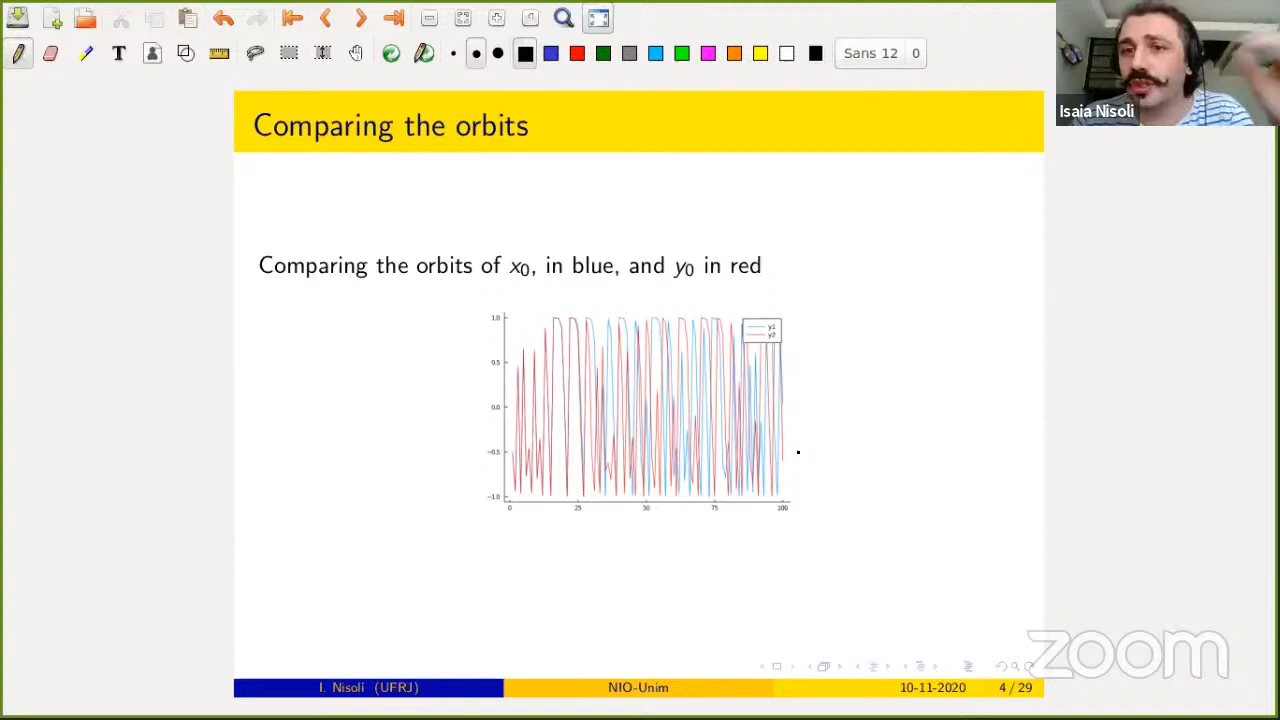 Sans 12 0
Isaia Nisoli
Comparing the orbits
Comparing the orbits of x0, in blue, and y0 in red
1.0
0.5
0.0
−0.5
−1.0
y1
y2
0 25 50 75 100
zoom
I. Nisoli (UFRJ) NIO-Unim 10-11-2020 4 / 29